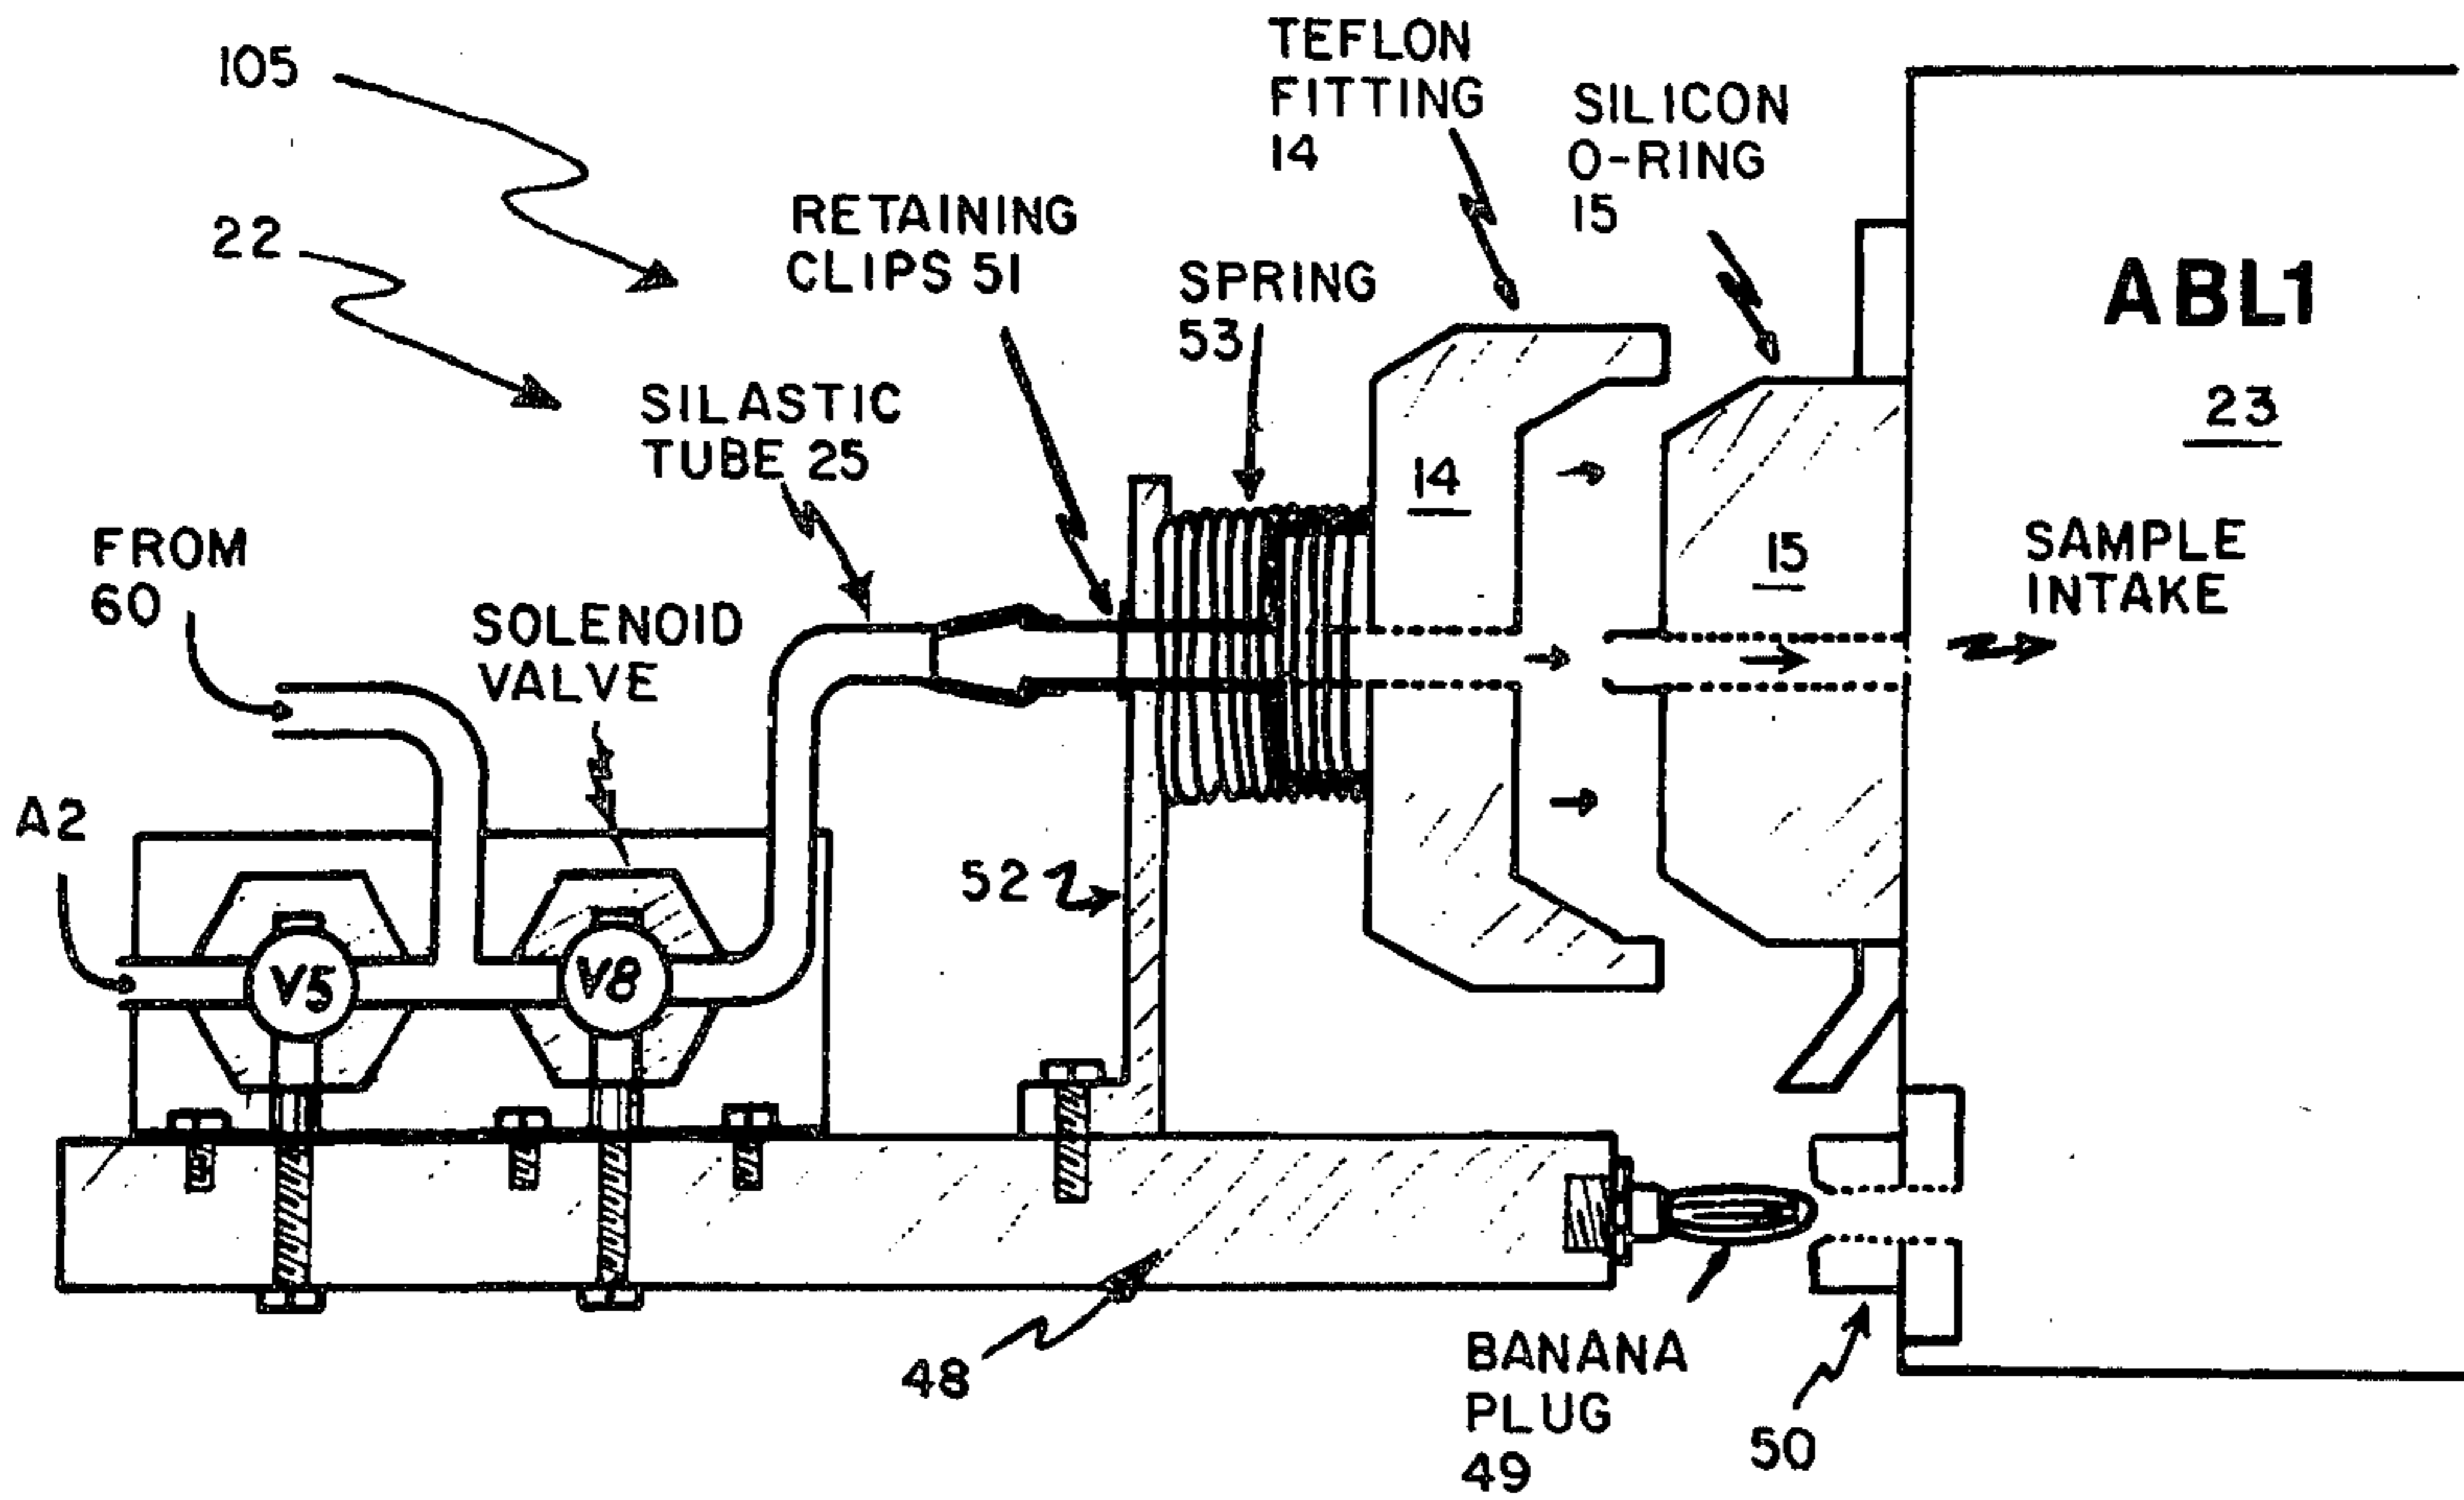 105
TEFLON
FITTING
14
SILICON
O-RING
15
22
RETAINING
CLIPS 51
SPRING
53
ABL1
23
SILASTIC
TUBE 25
14
15
FROM
60
SOLENOID
VALVE
SAMPLE
INTAKE
A2
52
V5
V8
48
BANANA
PLUG
49
50